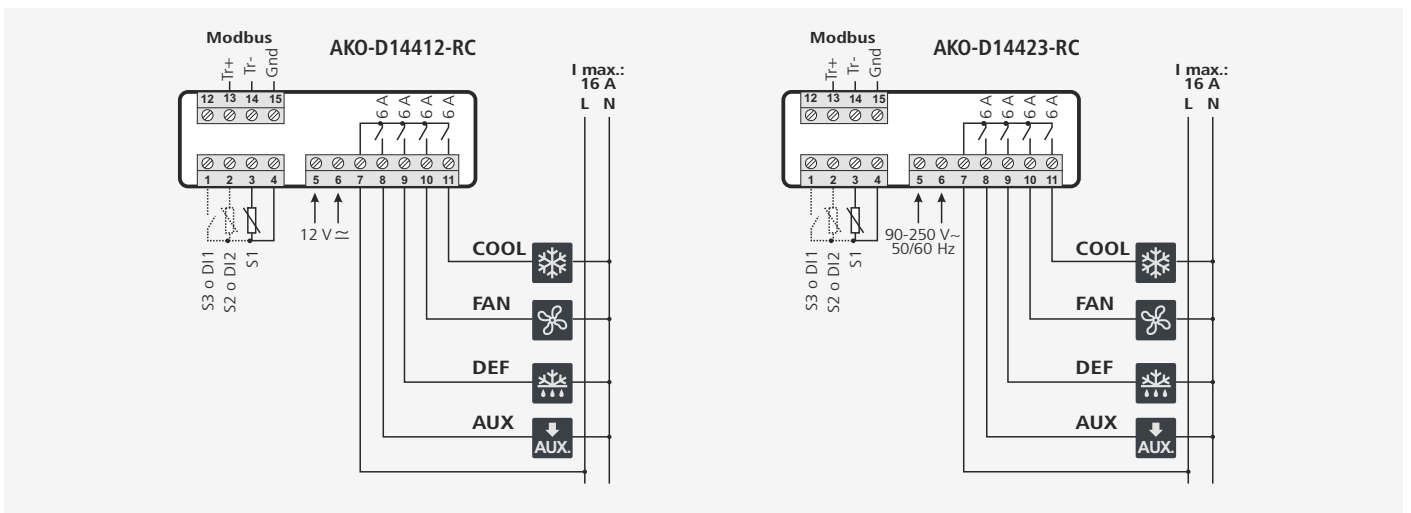 Modbus
AKO-D14412-RC
Tr+
Tr-
Gnd
I max.:
16 A
L N
12 13 14 15
6 A
6 A
6 A
6 A
1 2 3 4
5 6 7 8 9 10 11
12 V ≂
S3 o DI1
S2 o DI2
S1
COOL
FAN
DEF
AUX
AUX.
Modbus
AKO-D14423-RC
Tr+
Tr-
Gnd
I max.:
16 A
L N
12 13 14 15
6 A
6 A
6 A
6 A
1 2 3 4
5 6 7 8 9 10 11
90-250 V~
50/60 Hz
S3 o DI1
S2 o DI2
S1
COOL
FAN
DEF
AUX
AUX.